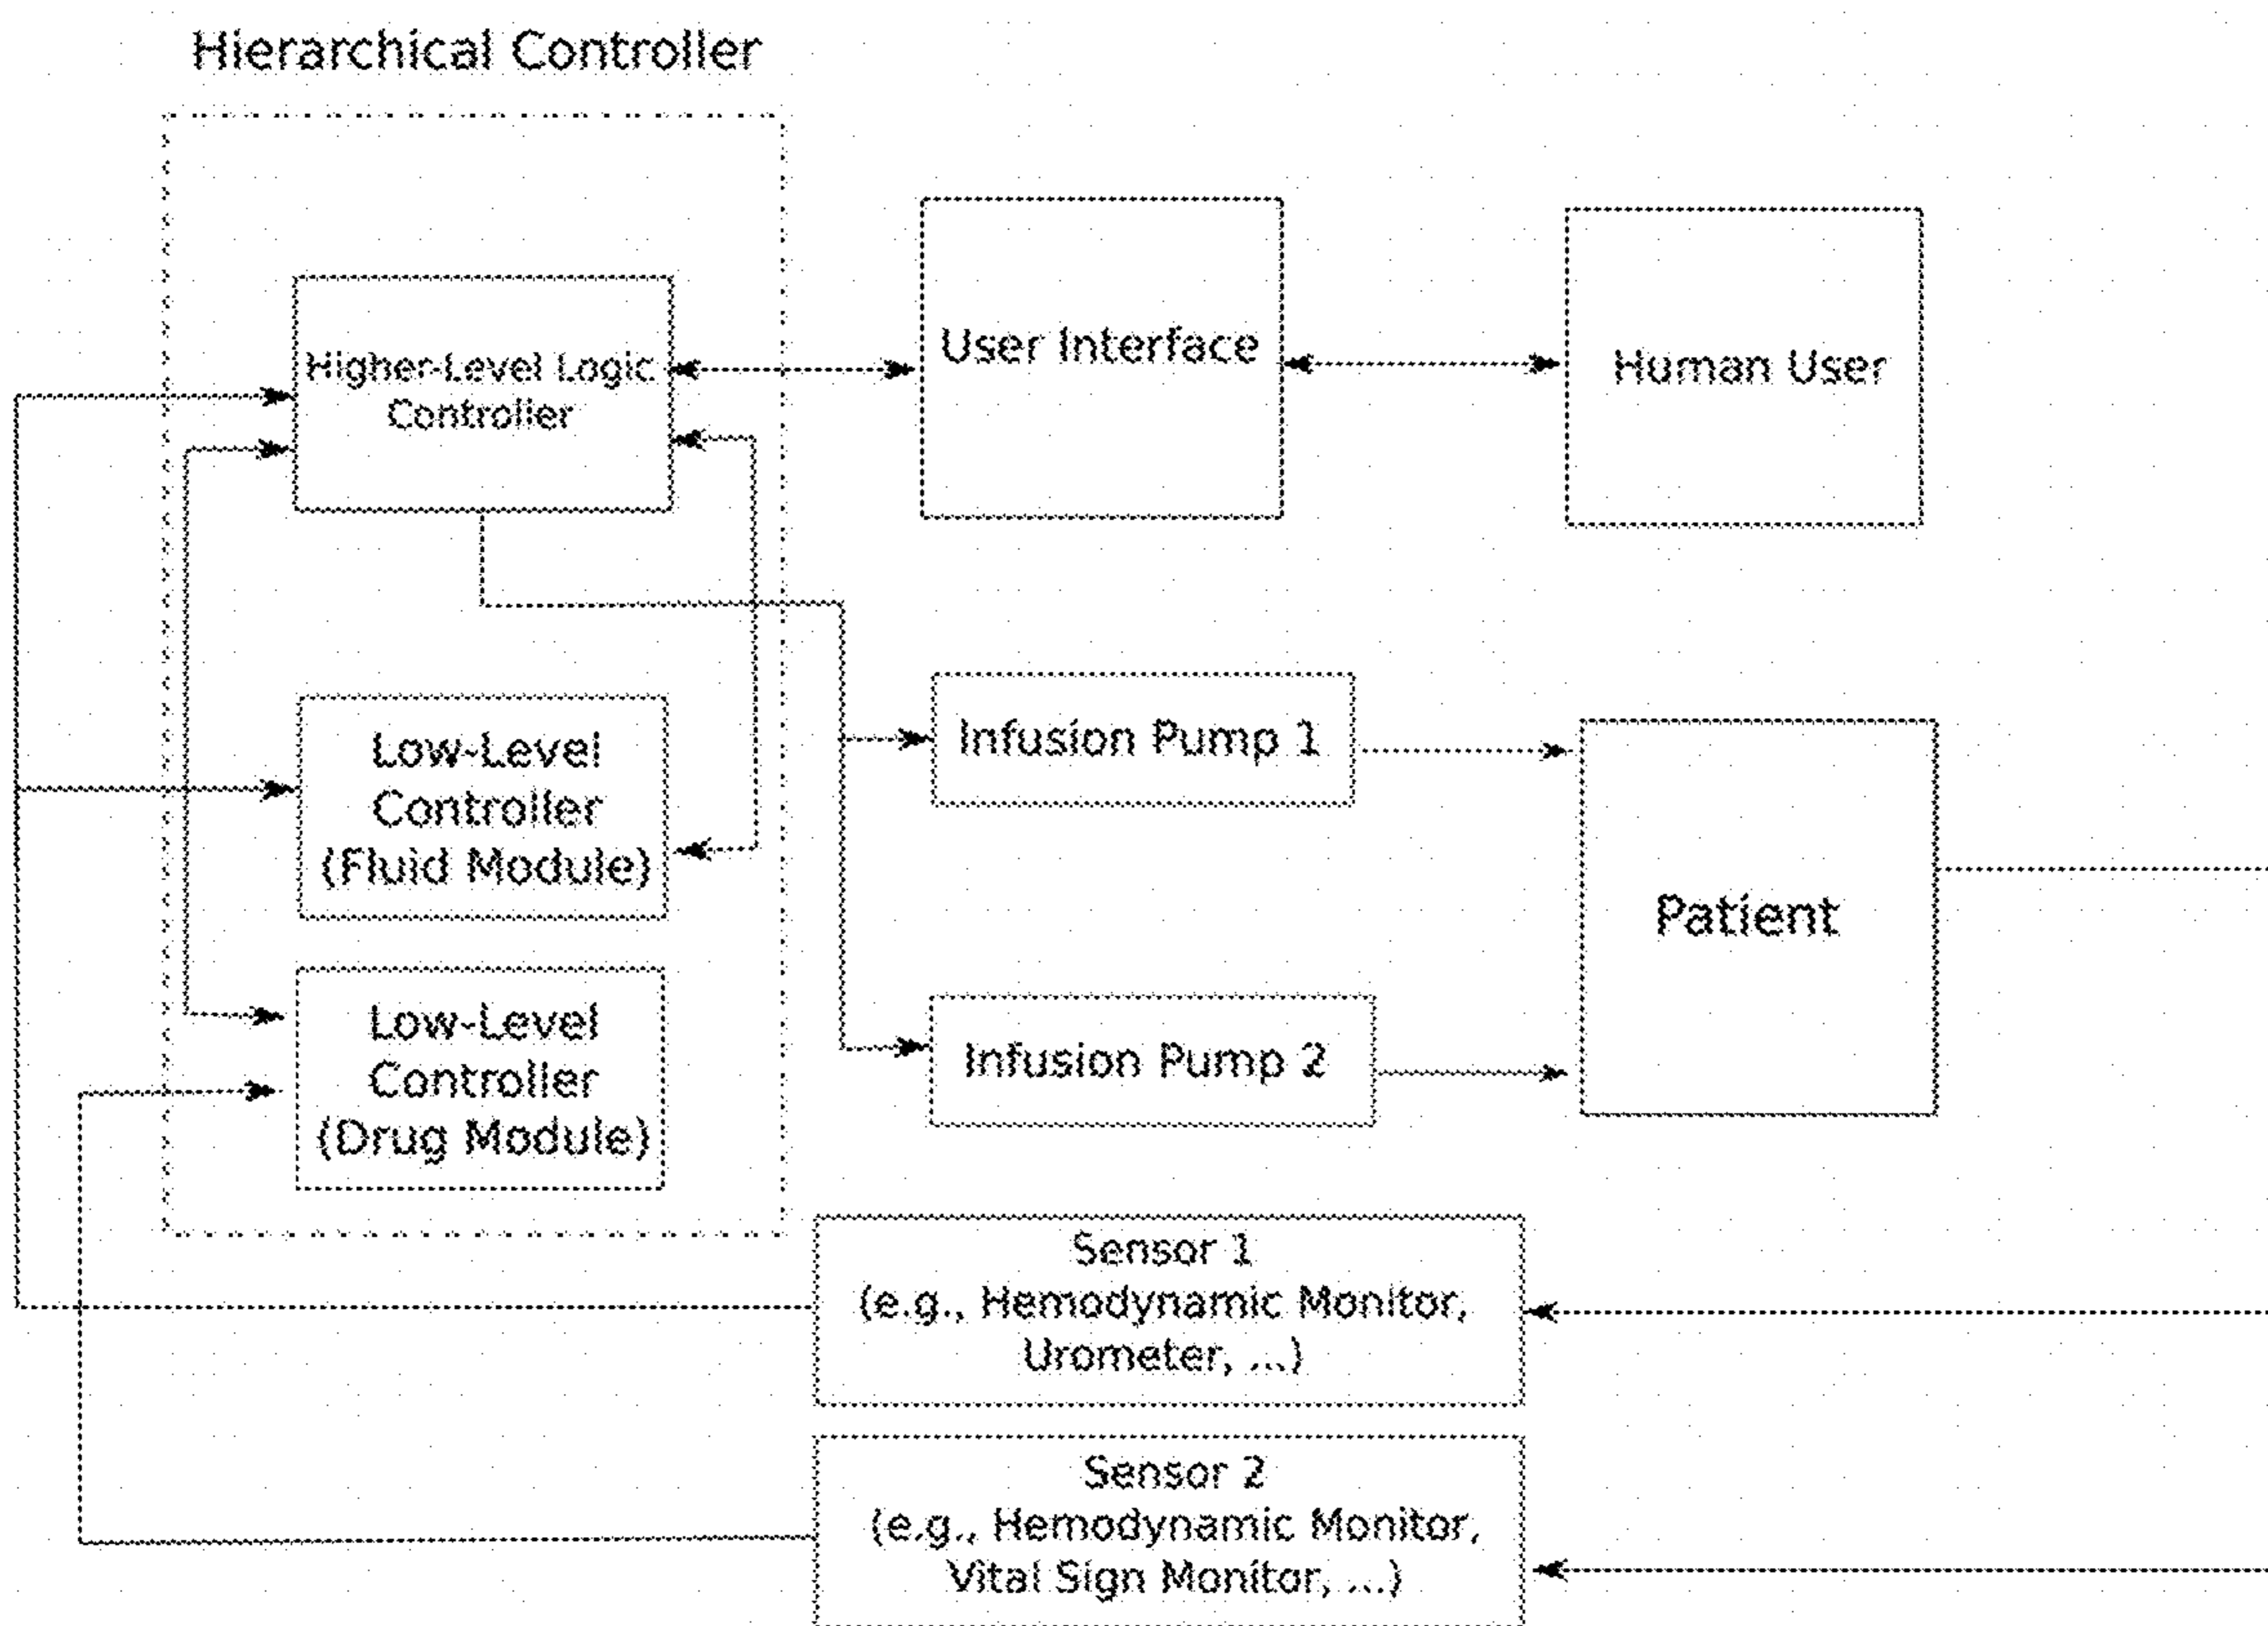 Hierarchical Controller
Higher-Level Logic
Controller
User Interface
Human User
Low-Level
Controller
(Fluid Module)
Infusion Pump 1
Patient
Low-Level
Controller
(Drug Module)
Infusion Pump 2
Sensor 1
(e.g., Hemodynamic Monitor,
Urometer, ...)
Sensor 2
(e.g., Hemodynamic Monitor,
Vital Sign Monitor, ...)